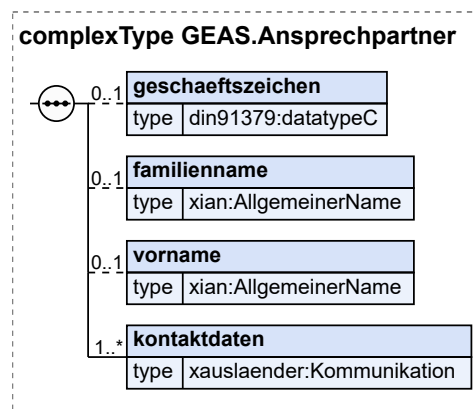 complexType GEAS.Ansprechpartner
0..1 geschaeftszeichen
type din91379:datatypeC
0..1 familienname
type xian:AllgemeinerName
0..1 vorname
type xian:AllgemeinerName
1..* kontaktdaten
type xauslaender:Kommunikation